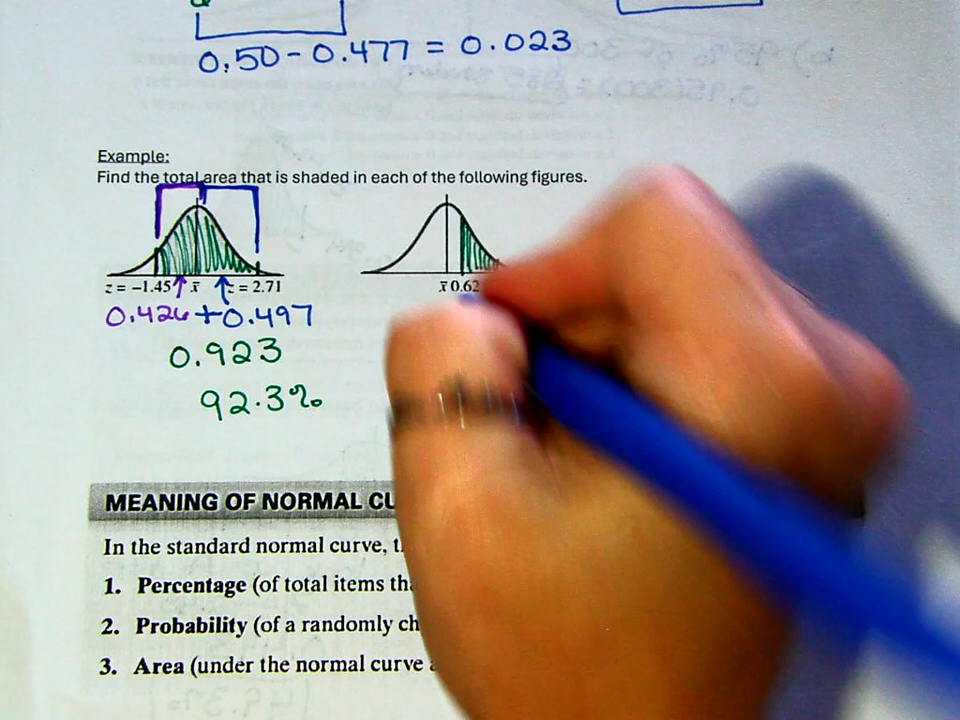 0.50 - 0.477 = 0.023
Example:
Find the total area that is shaded in each of the following figures.
z = −1.45 x̄ z = 2.71
x̄ 0.62
0.426 + 0.497
0.923
92.3%
MEANING OF NORMAL CU
In the standard normal curve, t
1. Percentage (of total items tha
2. Probability (of a randomly ch
3. Area (under the normal curve